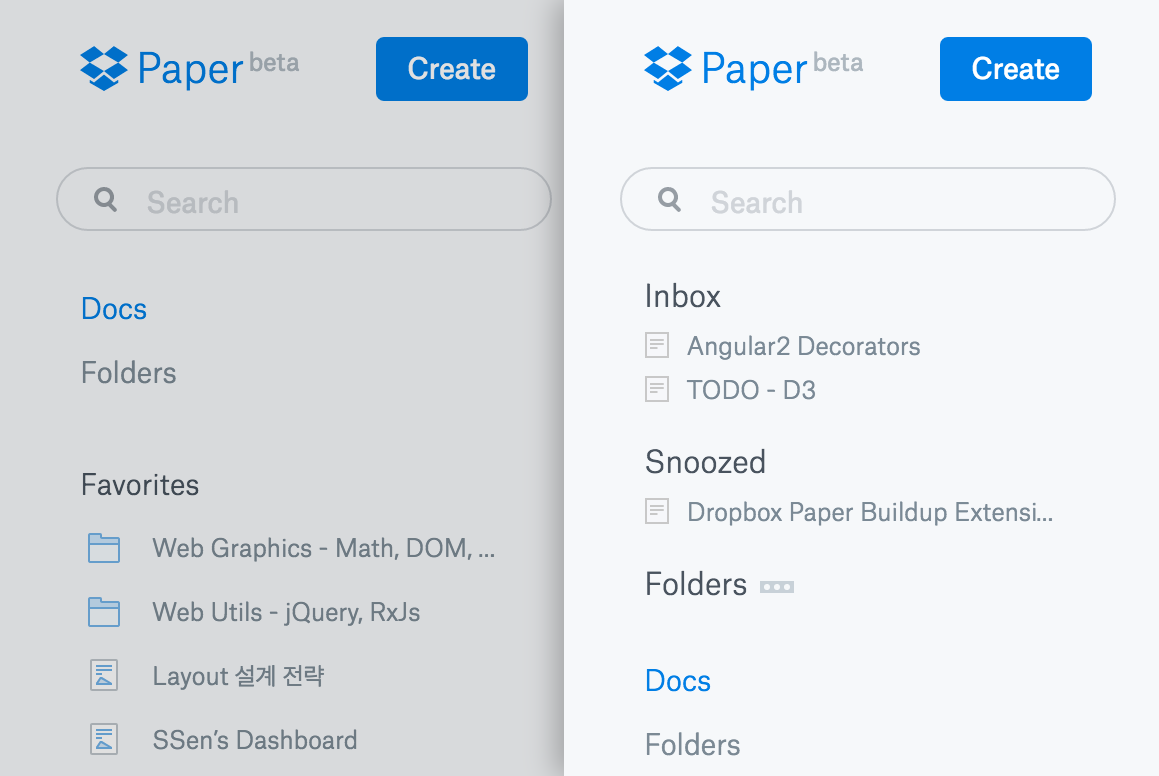 Paper beta
Create
Search
Docs
Folders
Favorites
Web Graphics - Math, DOM, ...
Web Utils - jQuery, RxJs
Layout 설계 전략
SSen’s Dashboard
Paper beta
Create
Search
Inbox
Angular2 Decorators
TODO - D3
Snoozed
Dropbox Paper Buildup Extensi...
Folders
Docs
Folders